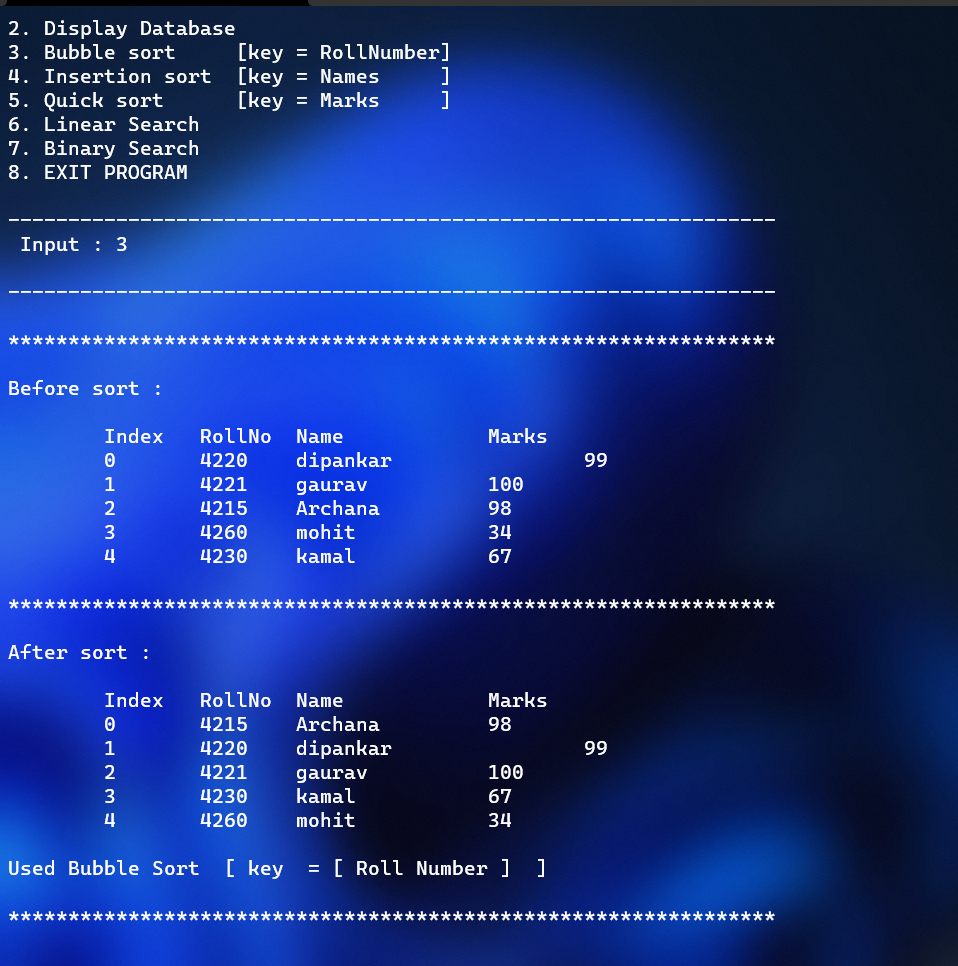 2. Display Database
3. Bubble sort     [key = RollNumber]
4. Insertion sort  [key = Names     ]
5. Quick sort      [key = Marks     ]
6. Linear Search
7. Binary Search
8. EXIT PROGRAM
----------------------------------------------------------------
 Input : 3
----------------------------------------------------------------
****************************************************************
Before sort :
        Index   RollNo  Name            Marks
        0       4220    dipankar                99
        1       4221    gaurav          100
        2       4215    Archana         98
        3       4260    mohit           34
        4       4230    kamal           67
****************************************************************
After sort :
        Index   RollNo  Name            Marks
        0       4215    Archana         98
        1       4220    dipankar                99
        2       4221    gaurav          100
        3       4230    kamal           67
        4       4260    mohit           34
Used Bubble Sort  [ key  = [ Roll Number ]  ]
****************************************************************